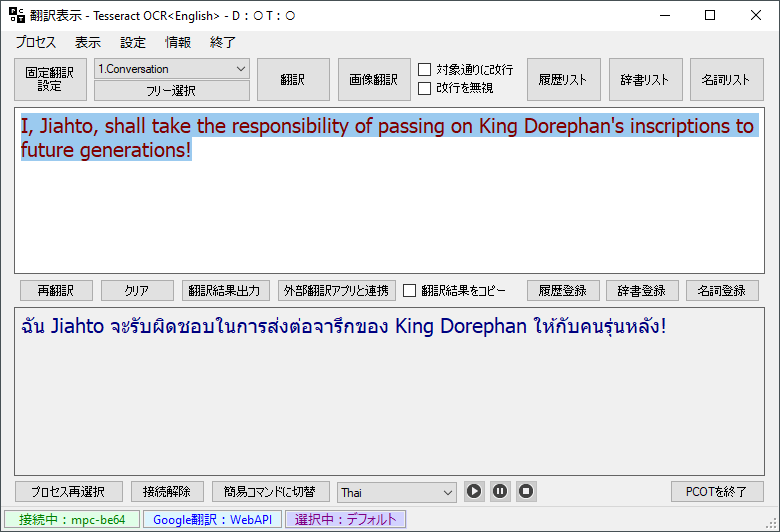 翻訳表示 - Tesseract OCR<English> - D：〇 T：〇
プロセス 表示 設定 情報 終了
固定翻訳
設定
1.Conversation
フリー選択
翻訳
画像翻訳
対象通りに改行
改行を無視
履歴リスト
辞書リスト
名詞リスト
I, Jiahto, shall take the responsibility of passing on King Dorephan's inscriptions to
future generations!
再翻訳 クリア 翻訳結果出力 外部翻訳アプリと連携 翻訳結果をコピー 履歴登録 辞書登録 名詞登録
ฉัน Jiahto จะรับผิดชอบในการส่งต่อจารึกของ King Dorephan ให้กับคนรุ่นหลัง!
プロセス再選択 接続解除 簡易コマンドに切替 Thai PCOTを終了
接続中：mpc-be64 Google翻訳：WebAPI 選択中：デフォルト